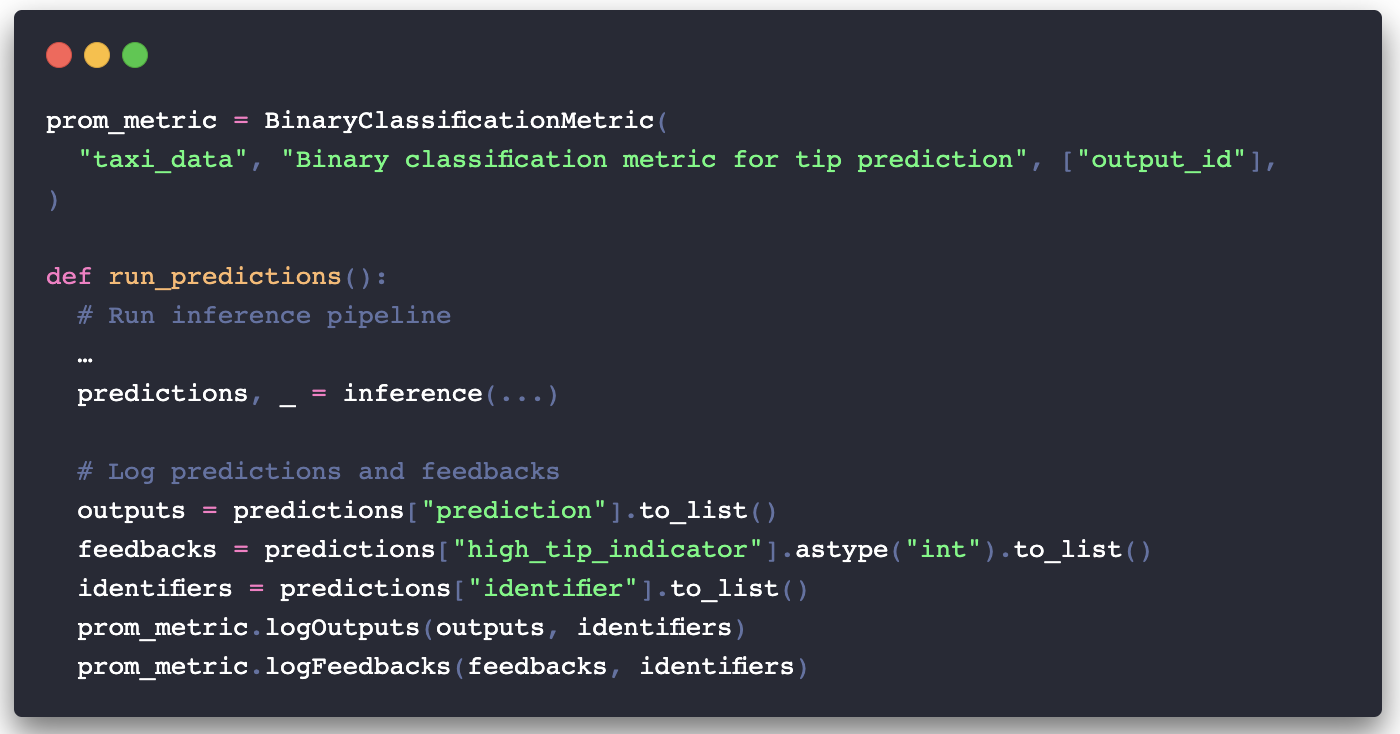 prom_metric = BinaryClassificationMetric(
  "taxi_data", "Binary classification metric for tip prediction", ["output_id"],
)

def run_predictions():
  # Run inference pipeline
  …
  predictions, _ = inference(...)

  # Log predictions and feedbacks
  outputs = predictions["prediction"].to_list()
  feedbacks = predictions["high_tip_indicator"].astype("int").to_list()
  identifiers = predictions["identifier"].to_list()
  prom_metric.logOutputs(outputs, identifiers)
  prom_metric.logFeedbacks(feedbacks, identifiers)